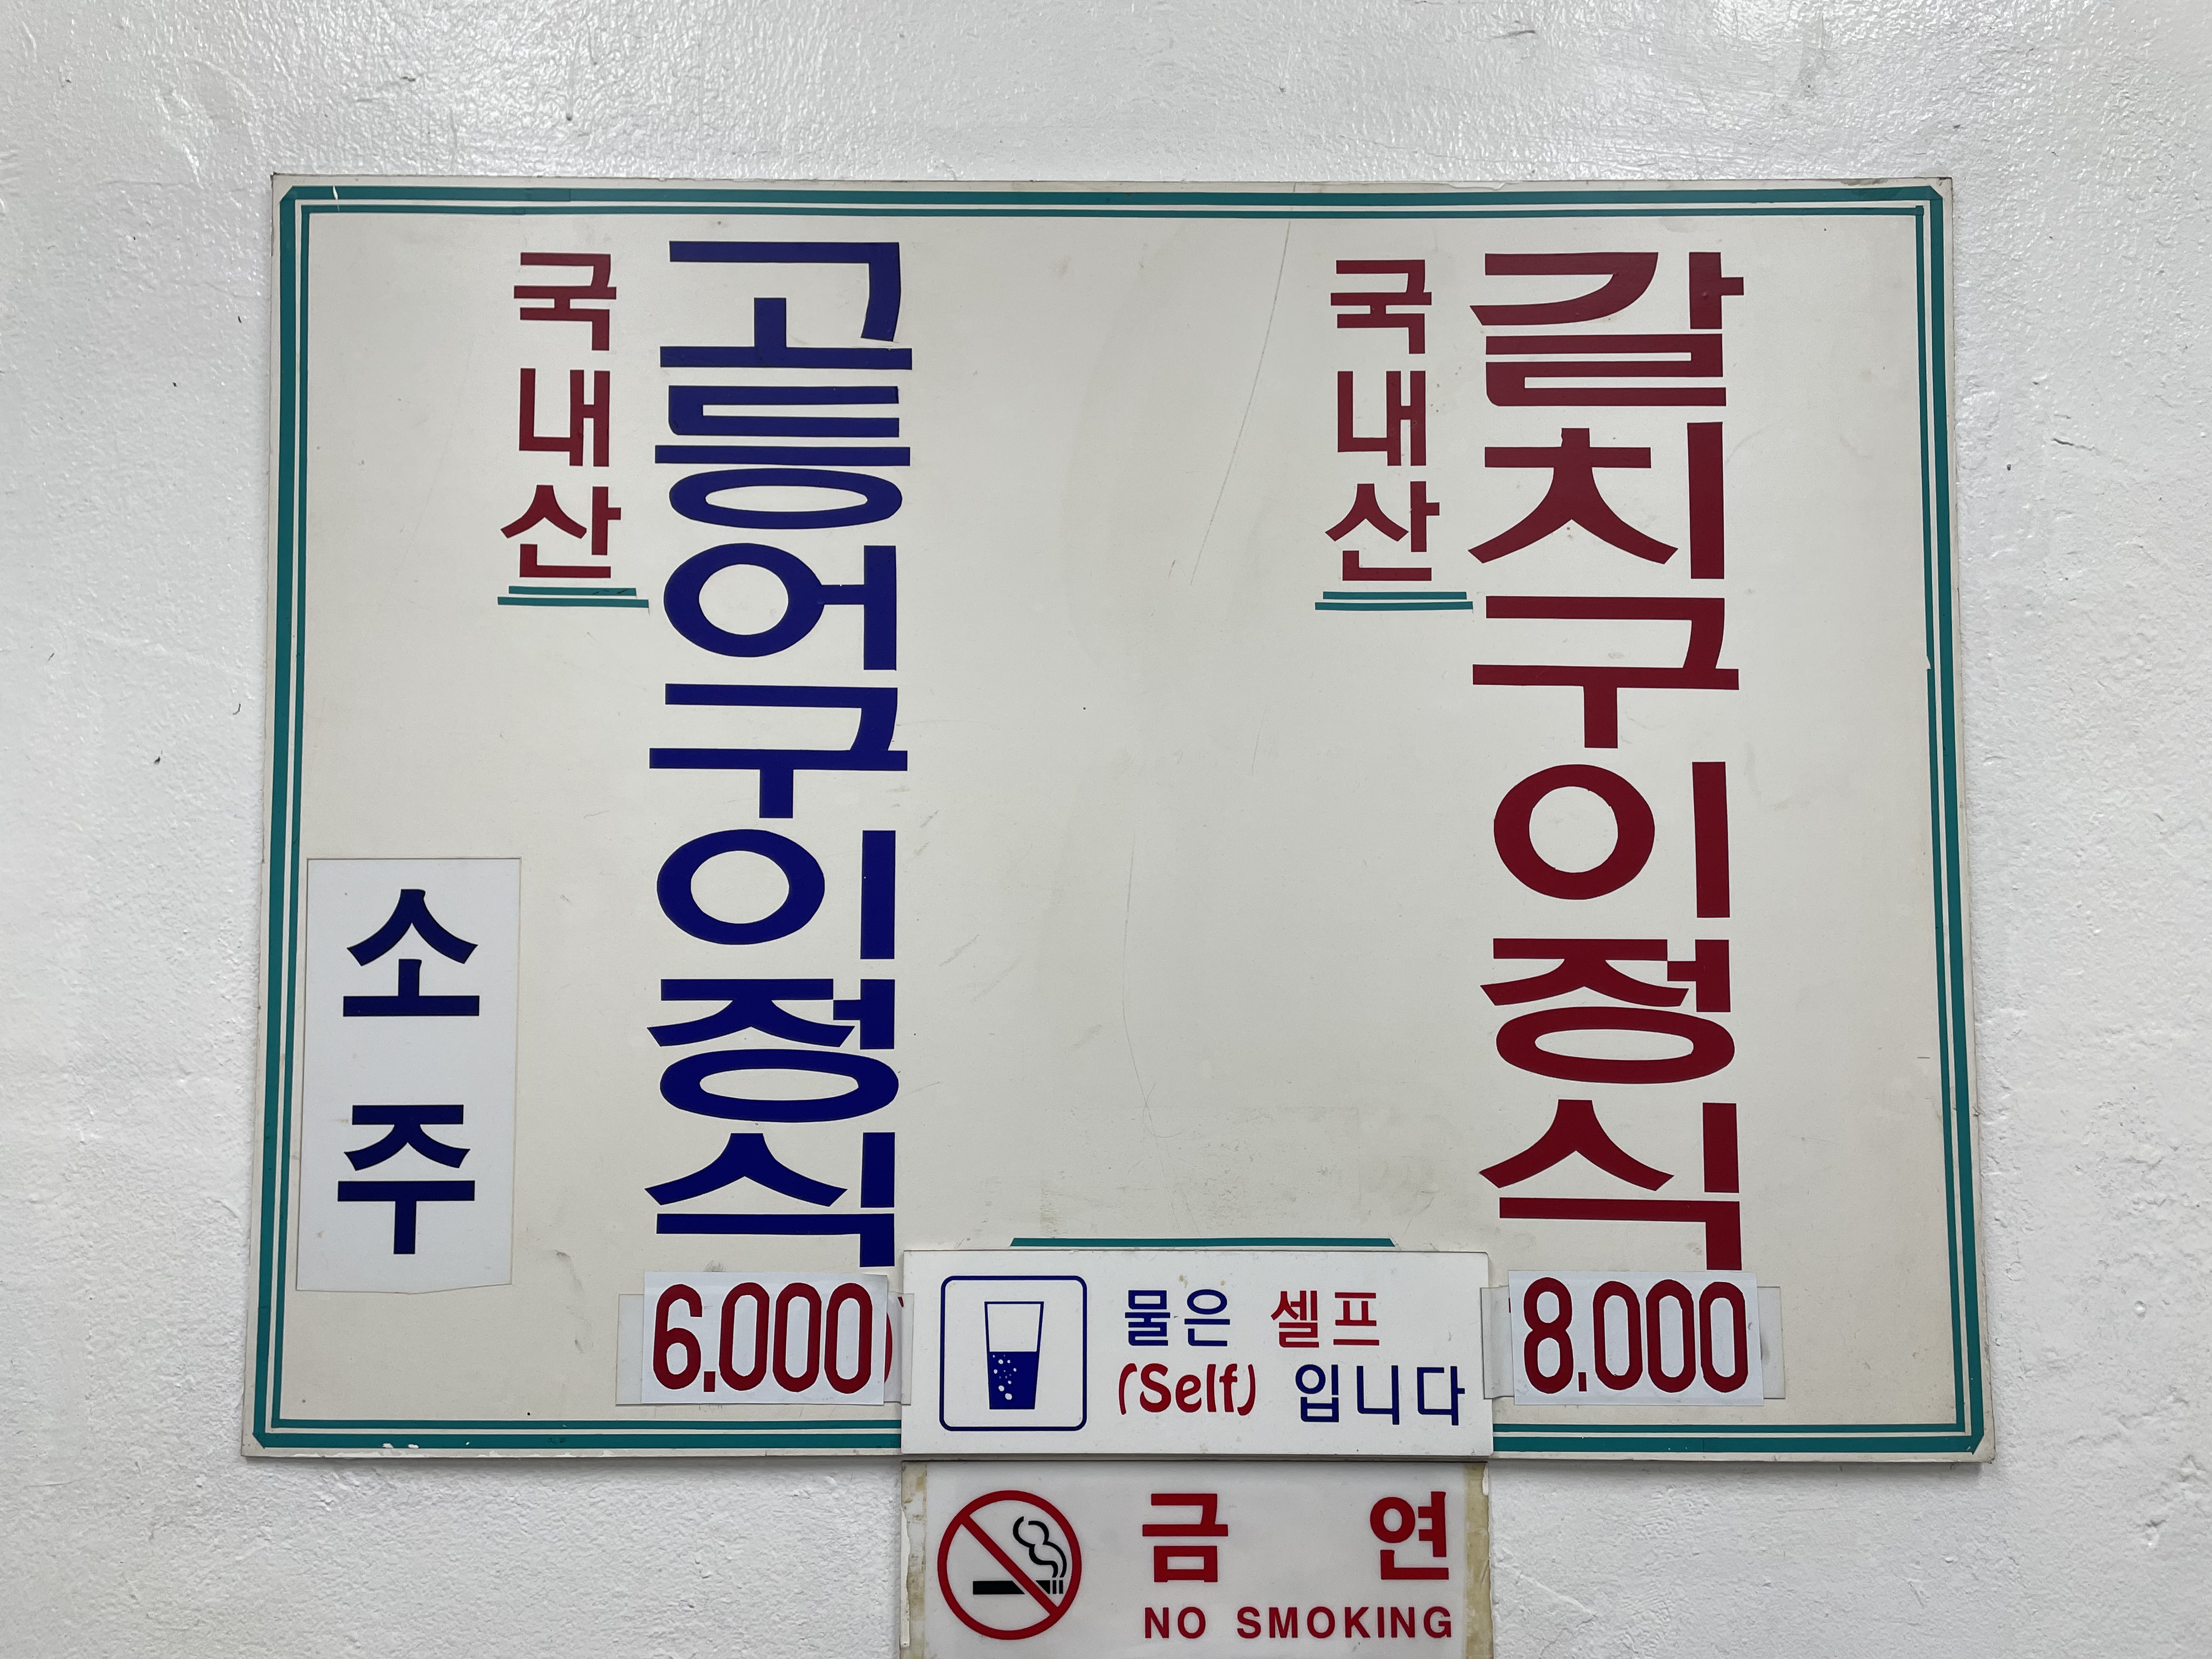 갈치구이정식
국내산
8.000
고등어구이정식
국내산
6.000
소주
물은 셀프
(Self) 입니다
금연
NO SMOKING